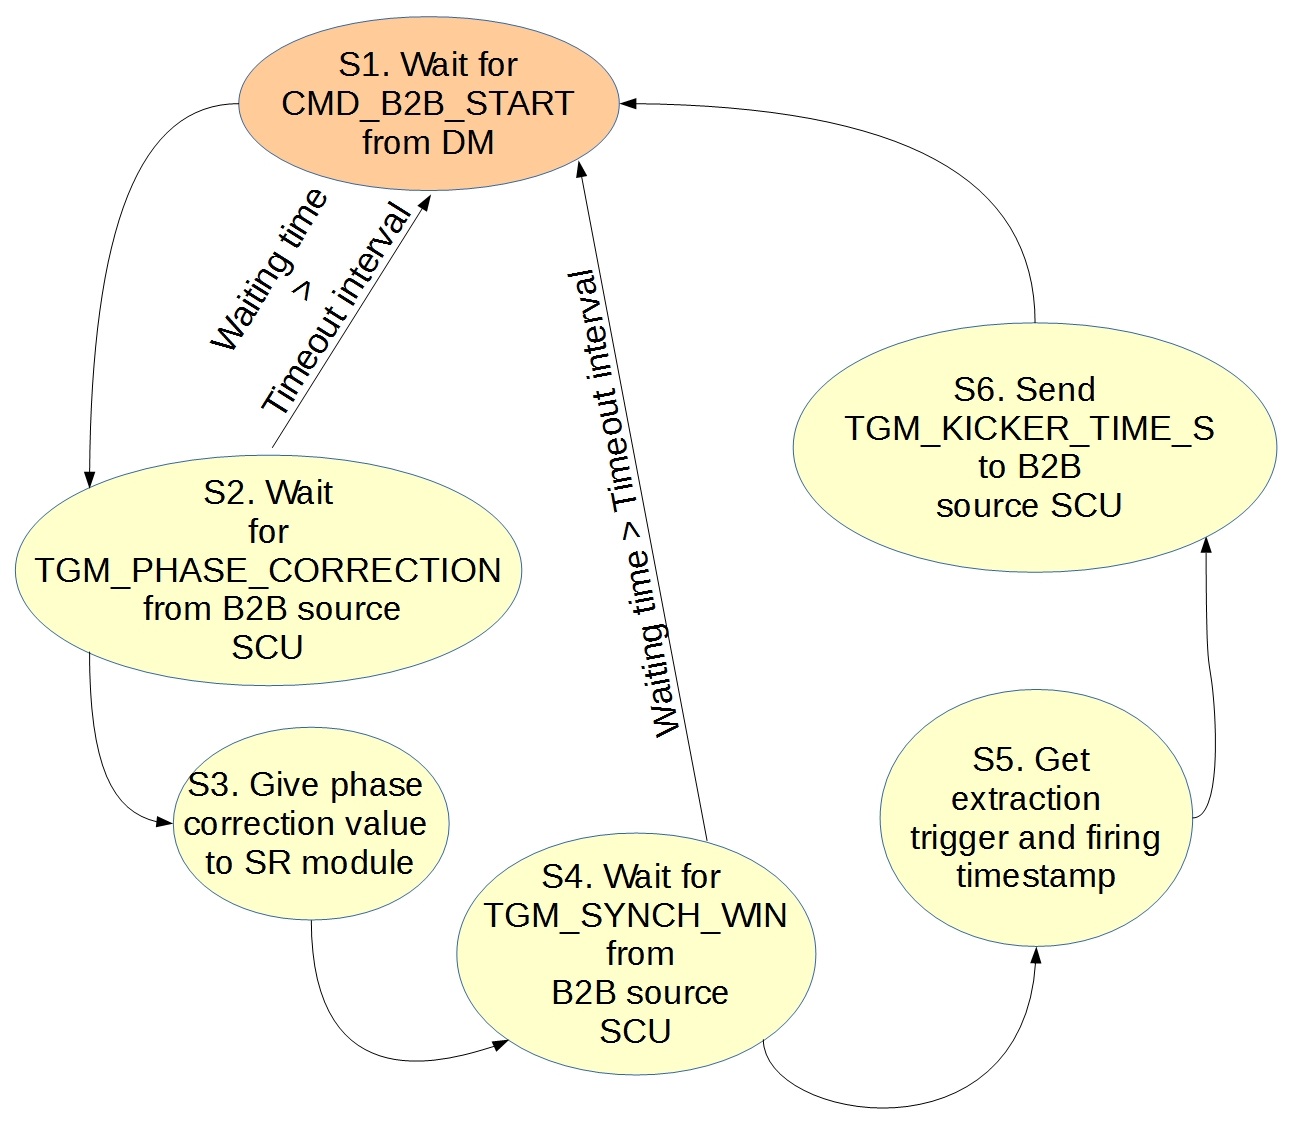 S1. Wait for
CMD_B2B_START
from DM
Waiting time
>
Timeout interval
Waiting time > Timeout interval
S2. Wait
for
TGM_PHASE_CORRECTION
from B2B source
SCU
S3. Give phase
correction value
to SR module
S4. Wait for
TGM_SYNCH_WIN
from
B2B source
SCU
S5. Get
extraction
trigger and firing
timestamp
S6. Send
TGM_KICKER_TIME_S
to B2B
source SCU